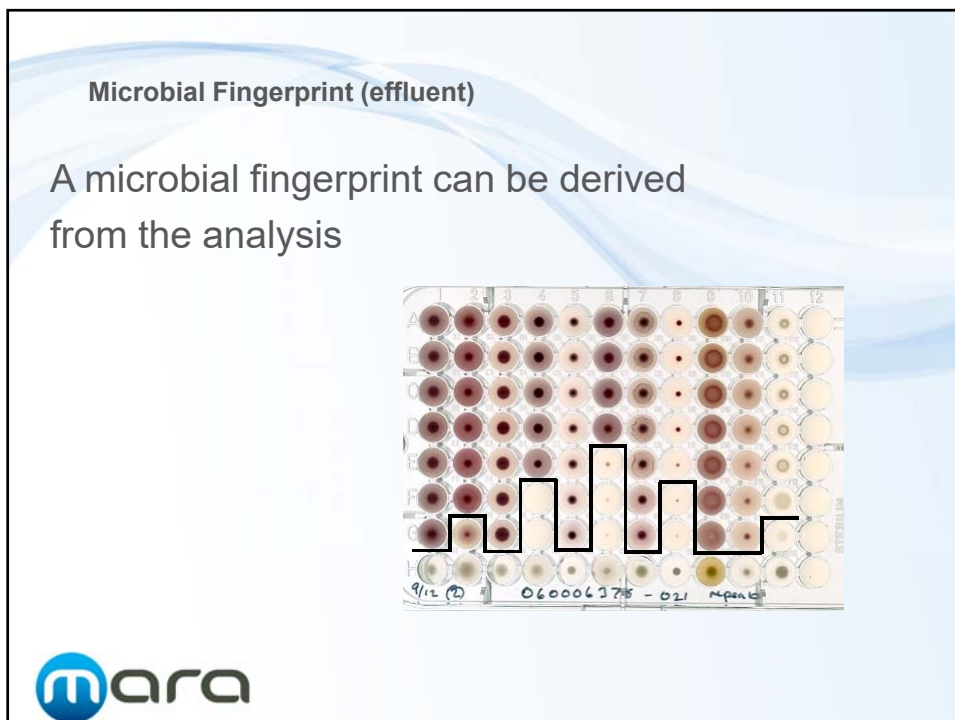 Microbial Fingerprint (effluent)
A microbial fingerprint can be derived
from the analysis
1 2 3 4 5 6 7 8 9 10 11 12
A
B
C
D
E
F
G
H
9/12 (2) 060006375 - 021
mara